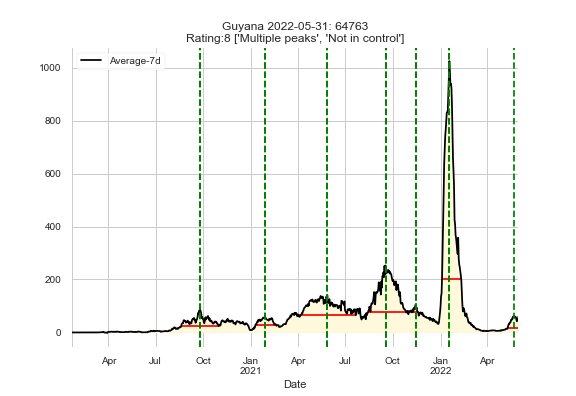 Guyana 2022-05-31: 64763
Rating:8 ['Multiple peaks', 'Not in control']
Average-7d
1000
800
600
400
200
0
Apr Jul Oct Jan Apr Jul Oct Jan Apr
2021 2022
Date